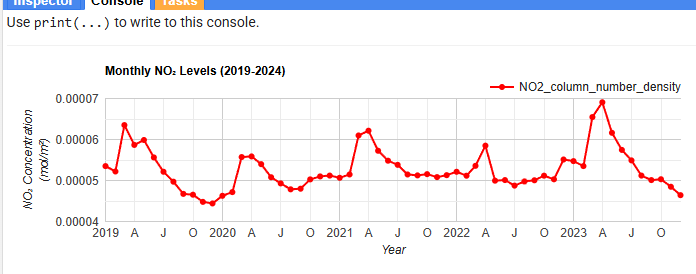 Inspector Console Tasks
Use print(...) to write to this console.
Monthly NO₂ Levels (2019-2024)
NO2_column_number_density
0.00007
0.00006
0.00005
0.00004
NO₂ Concentration
(mol/m²)
2019 A J O 2020 A J O 2021 A J O 2022 A J O 2023 A J O
Year